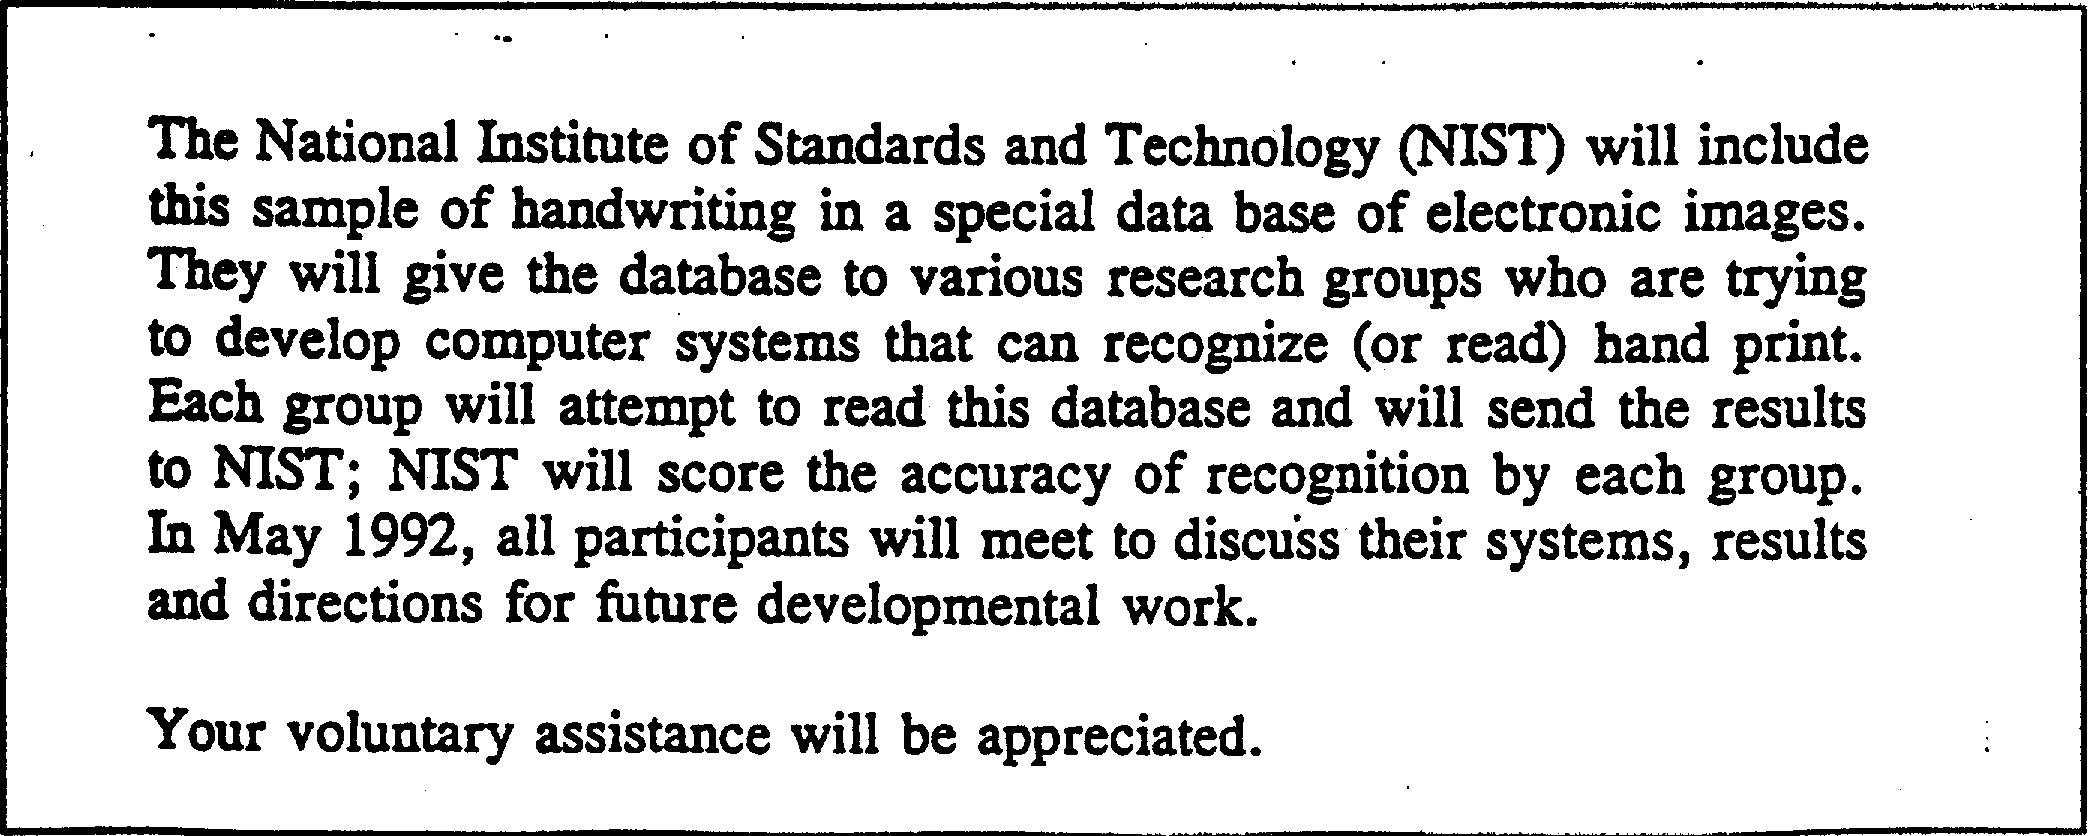 The National Institute of Standards and Technology (NIST) will include
this sample of handwriting in a special data base of electronic images.
They will give the database to various research groups who are trying
to develop computer systems that can recognize (or read) hand print.
Each group will attempt to read this database and will send the results
to NIST; NIST will score the accuracy of recognition by each group.
In May 1992, all participants will meet to discuss their systems, results
and directions for future developmental work.
Your voluntary assistance will be appreciated.